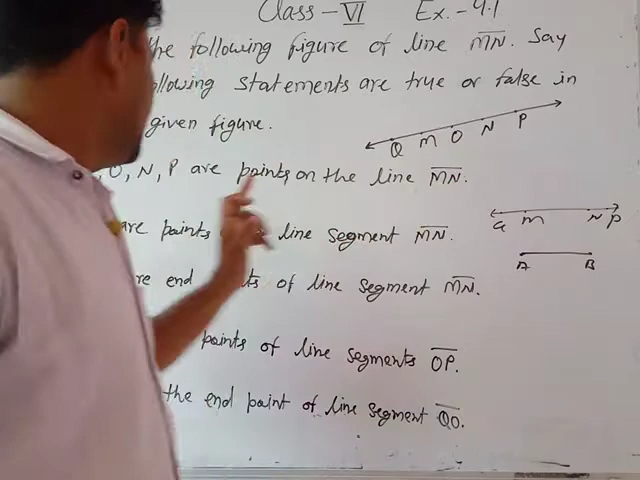 Class - VI Ex. - 4.1
the following figure of line MN. Say
following statements are true or false in
given figure.
Q M O N P
, O, N, P are points on the line MN.
Q M N P
are points line segment MN.
A B
re end ts of line segment MN.
points of line segments OP.
the end point of line segment QO.